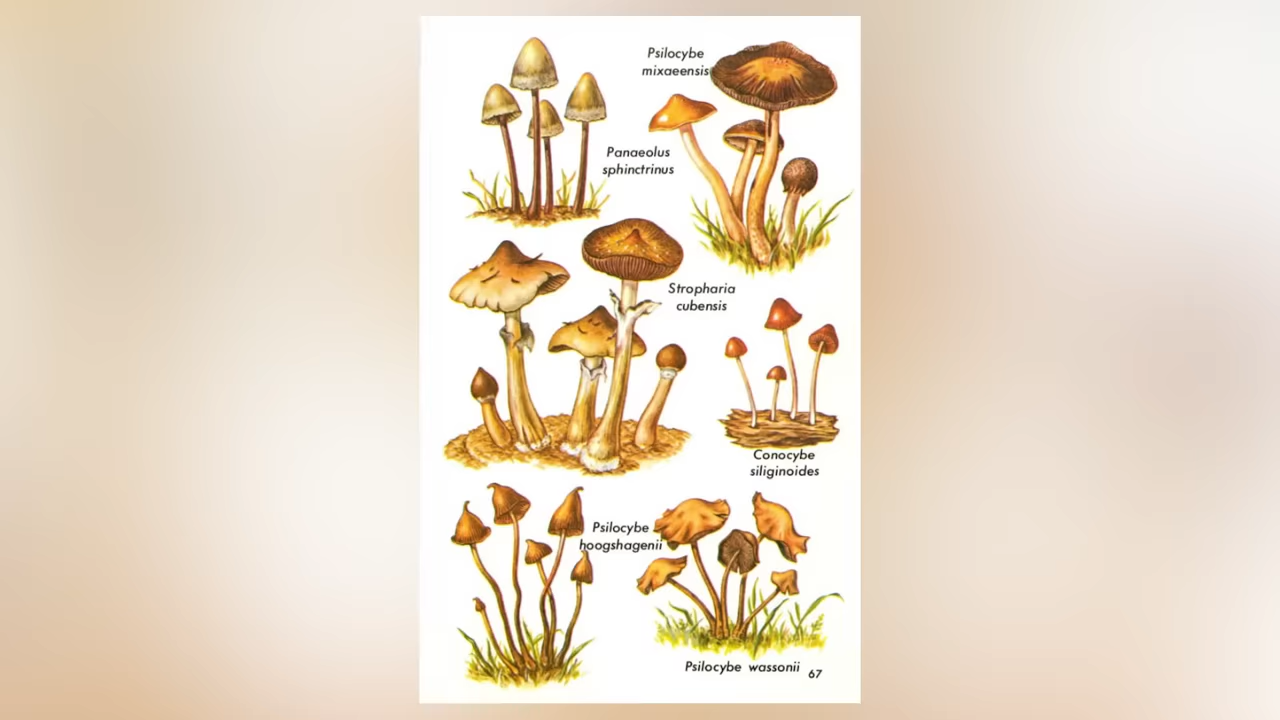 Psilocybe
mixaeensis
Panaeolus
sphinctrinus
Stropharia
cubensis
Conocybe
siliginoides
Psilocybe
hoogshagenii
Psilocybe wassonii
67